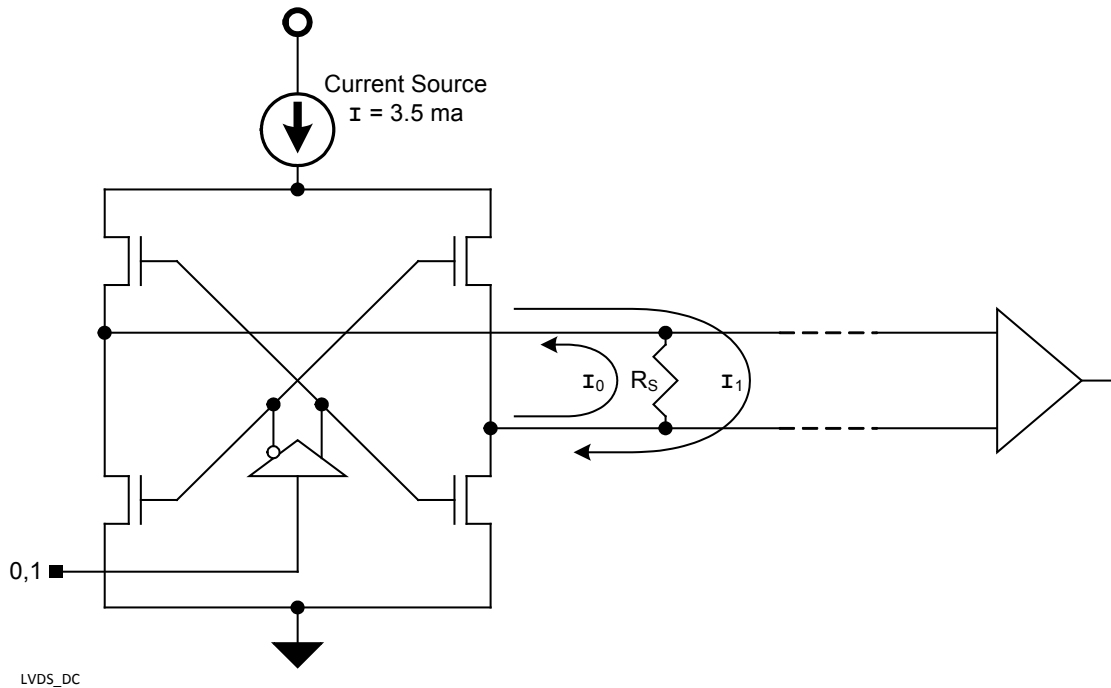 Current Source
I = 3.5 ma
I0
RS
I1
0,1
LVDS_DC